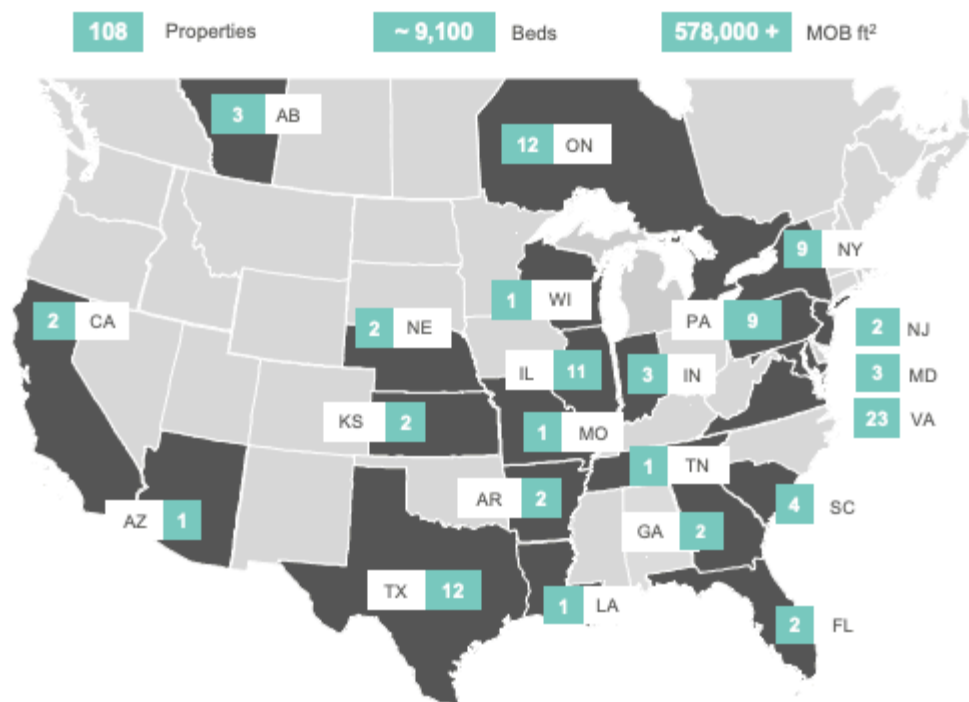 108 Properties ~ 9,100 Beds 578,000 + MOB ft²
3 AB
12 ON
9 NY
1 WI
2 CA
2 NE
PA 9
2 NJ
IL 11
3 IN
3 MD
KS 2
1 MO
23 VA
1 TN
AR 2
4 SC
AZ 1
GA 2
TX 12
1 LA
2 FL